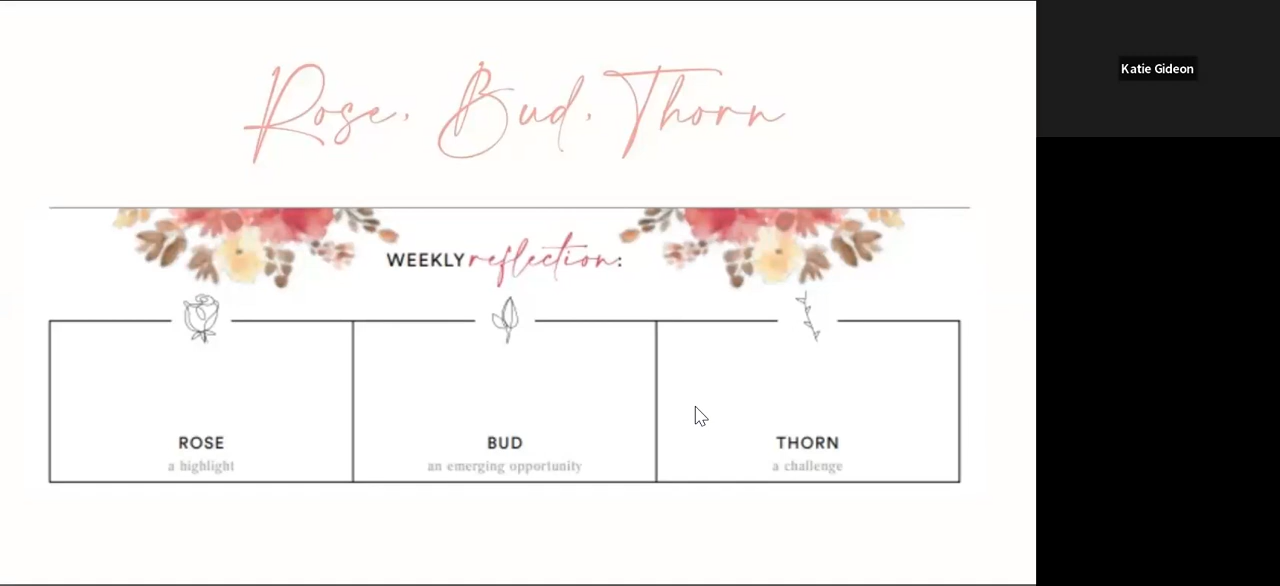 Rose, Bud, Thorn
Katie Gideon
WEEKLY reflection:
ROSE
a highlight
BUD
an emerging opportunity
THORN
a challenge